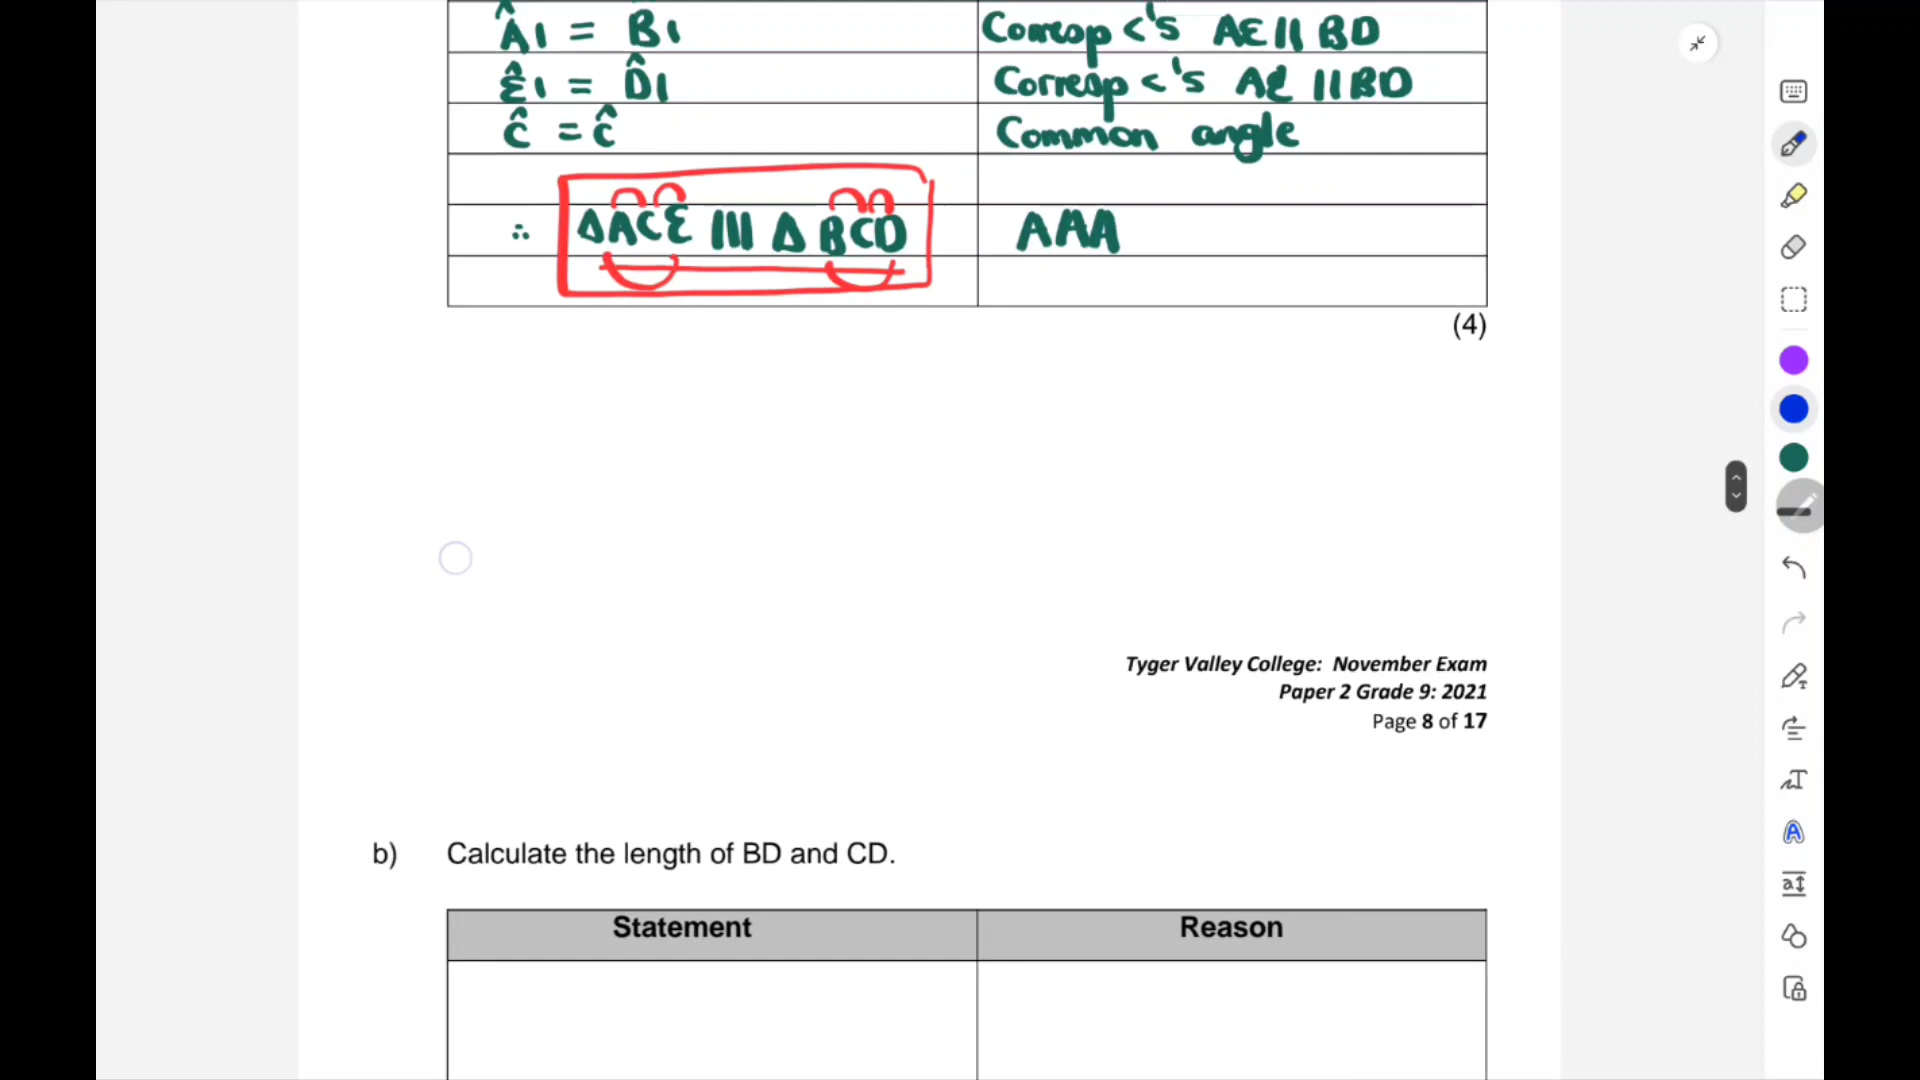 Â1 = B̂1 Corresp <'s AE || BD
Ê1 = D̂1 Corresp <'s AE || BD
Ĉ = Ĉ Common angle
∴ ΔACE ||| ΔBCD AAA
(4)
Tyger Valley College: November Exam
Paper 2 Grade 9: 2021
Page 8 of 17
b) Calculate the length of BD and CD.
Statement Reason